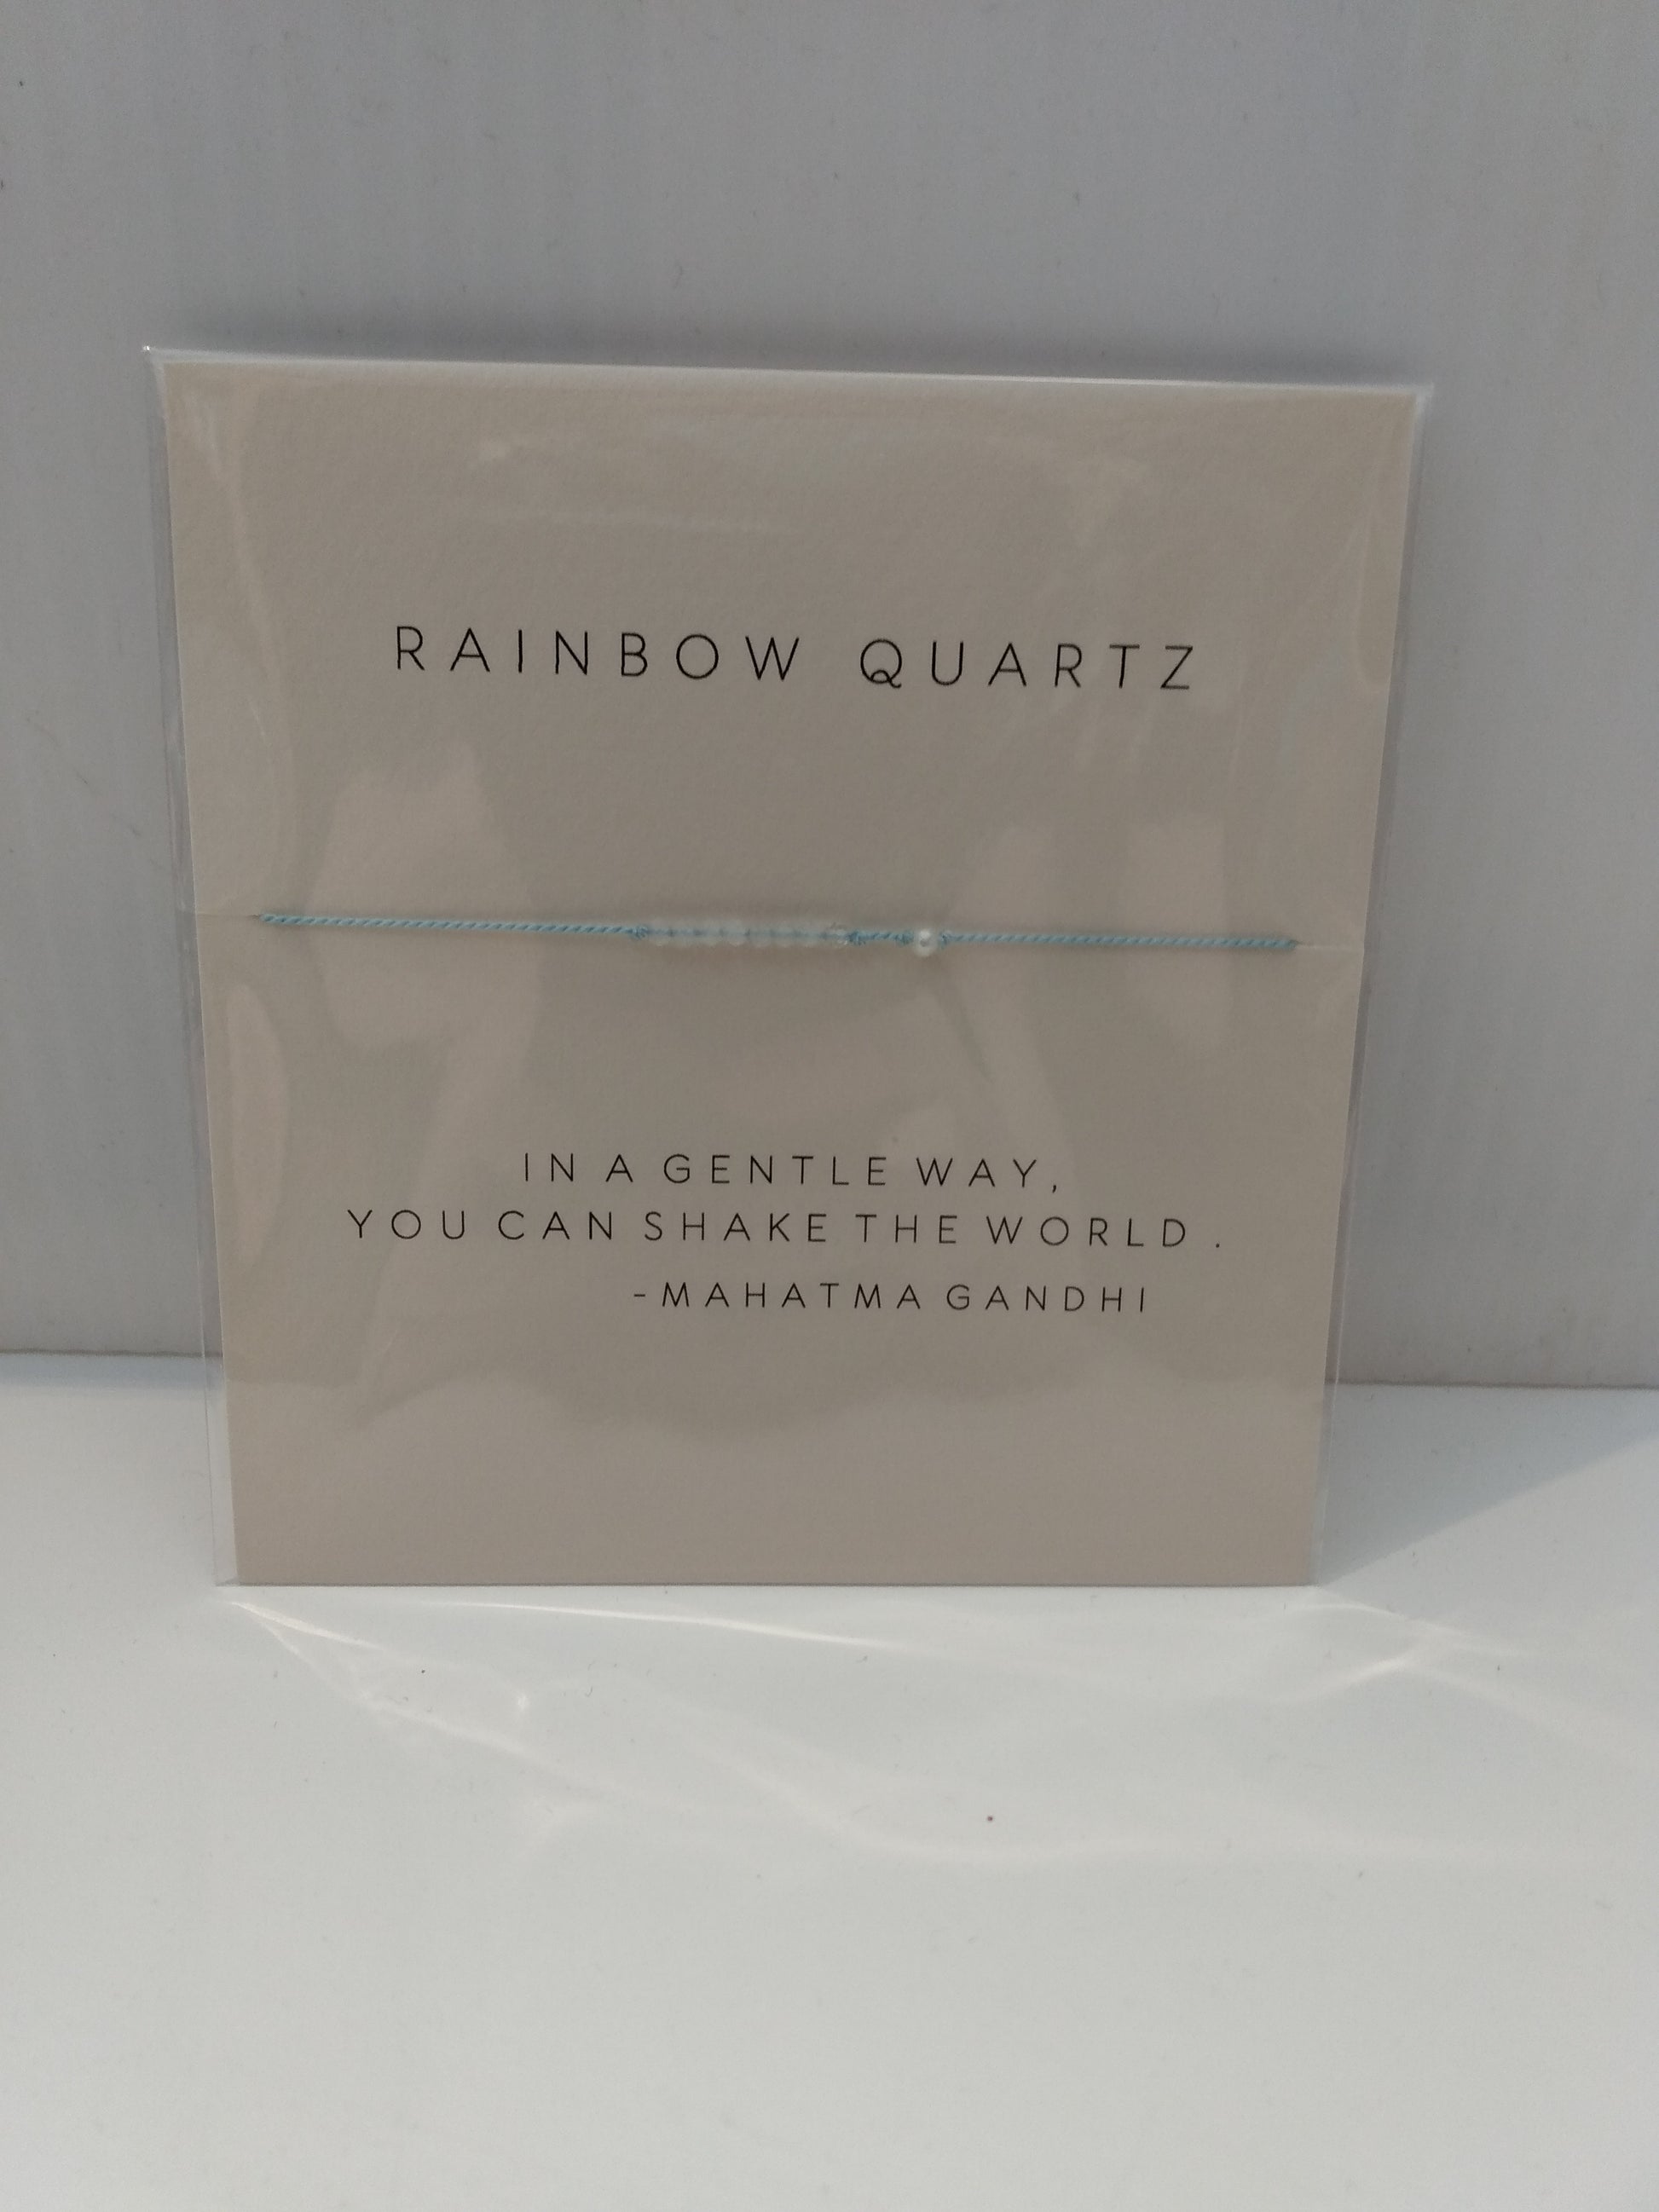 RAINBOW QUARTZ
IN A GENTLE WAY,
YOU CAN SHAKE THE WORLD .
-MAHATMA GANDHI